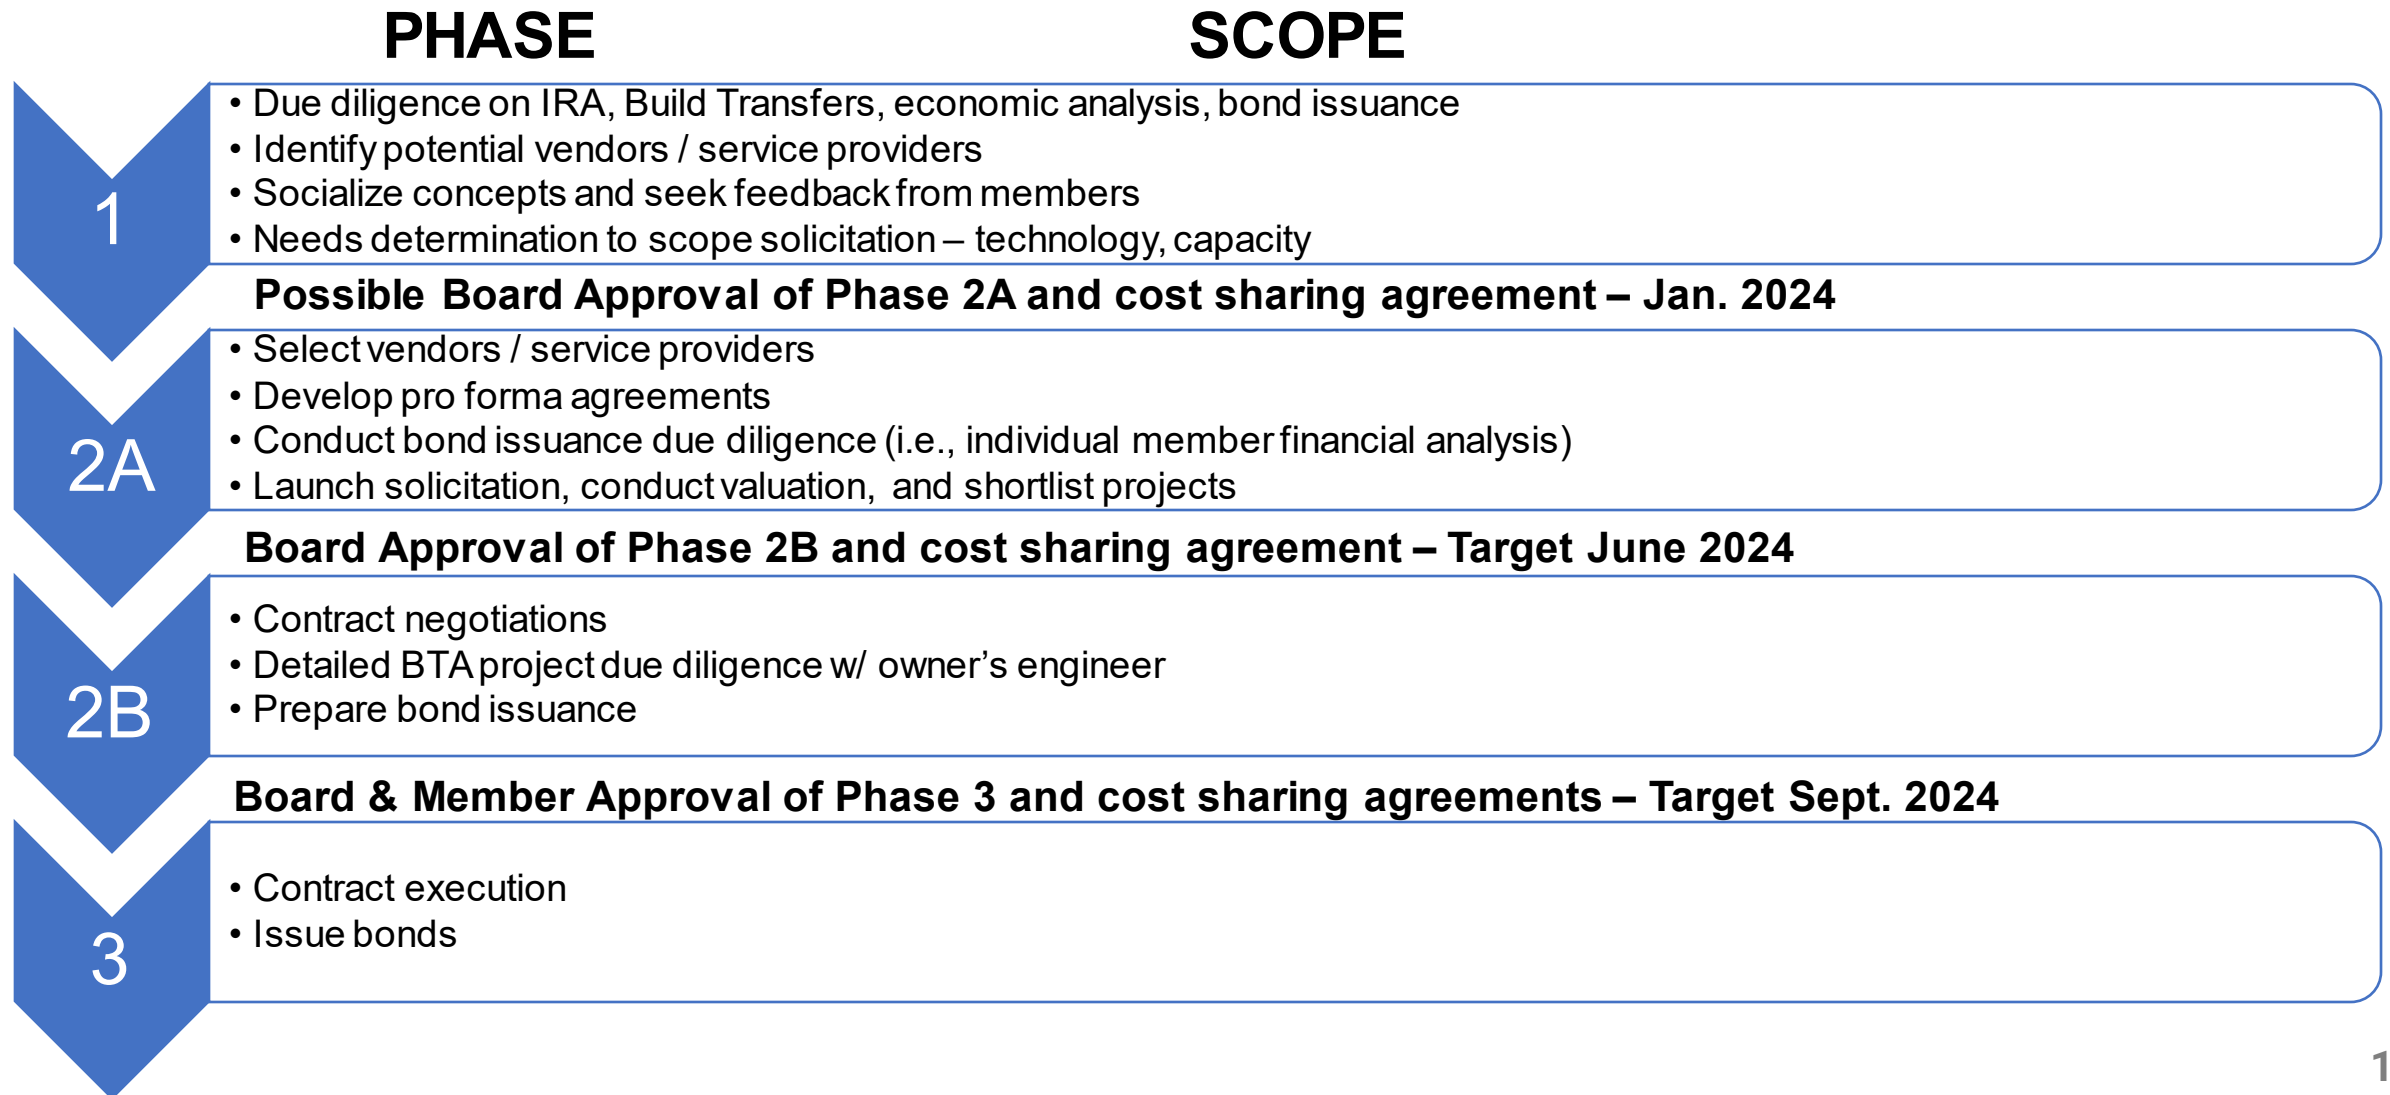 PHASE SCOPE
1
• Due diligence on IRA, Build Transfers, economic analysis, bond issuance
• Identify potential vendors / service providers
• Socialize concepts and seek feedback from members
• Needs determination to scope solicitation – technology, capacity
Possible Board Approval of Phase 2A and cost sharing agreement – Jan. 2024
2A
• Select vendors / service providers
• Develop pro forma agreements
• Conduct bond issuance due diligence (i.e., individual member financial analysis)
• Launch solicitation, conduct valuation, and shortlist projects
Board Approval of Phase 2B and cost sharing agreement – Target June 2024
2B
• Contract negotiations
• Detailed BTA project due diligence w/ owner’s engineer
• Prepare bond issuance
Board & Member Approval of Phase 3 and cost sharing agreements – Target Sept. 2024
3
• Contract execution
• Issue bonds
1